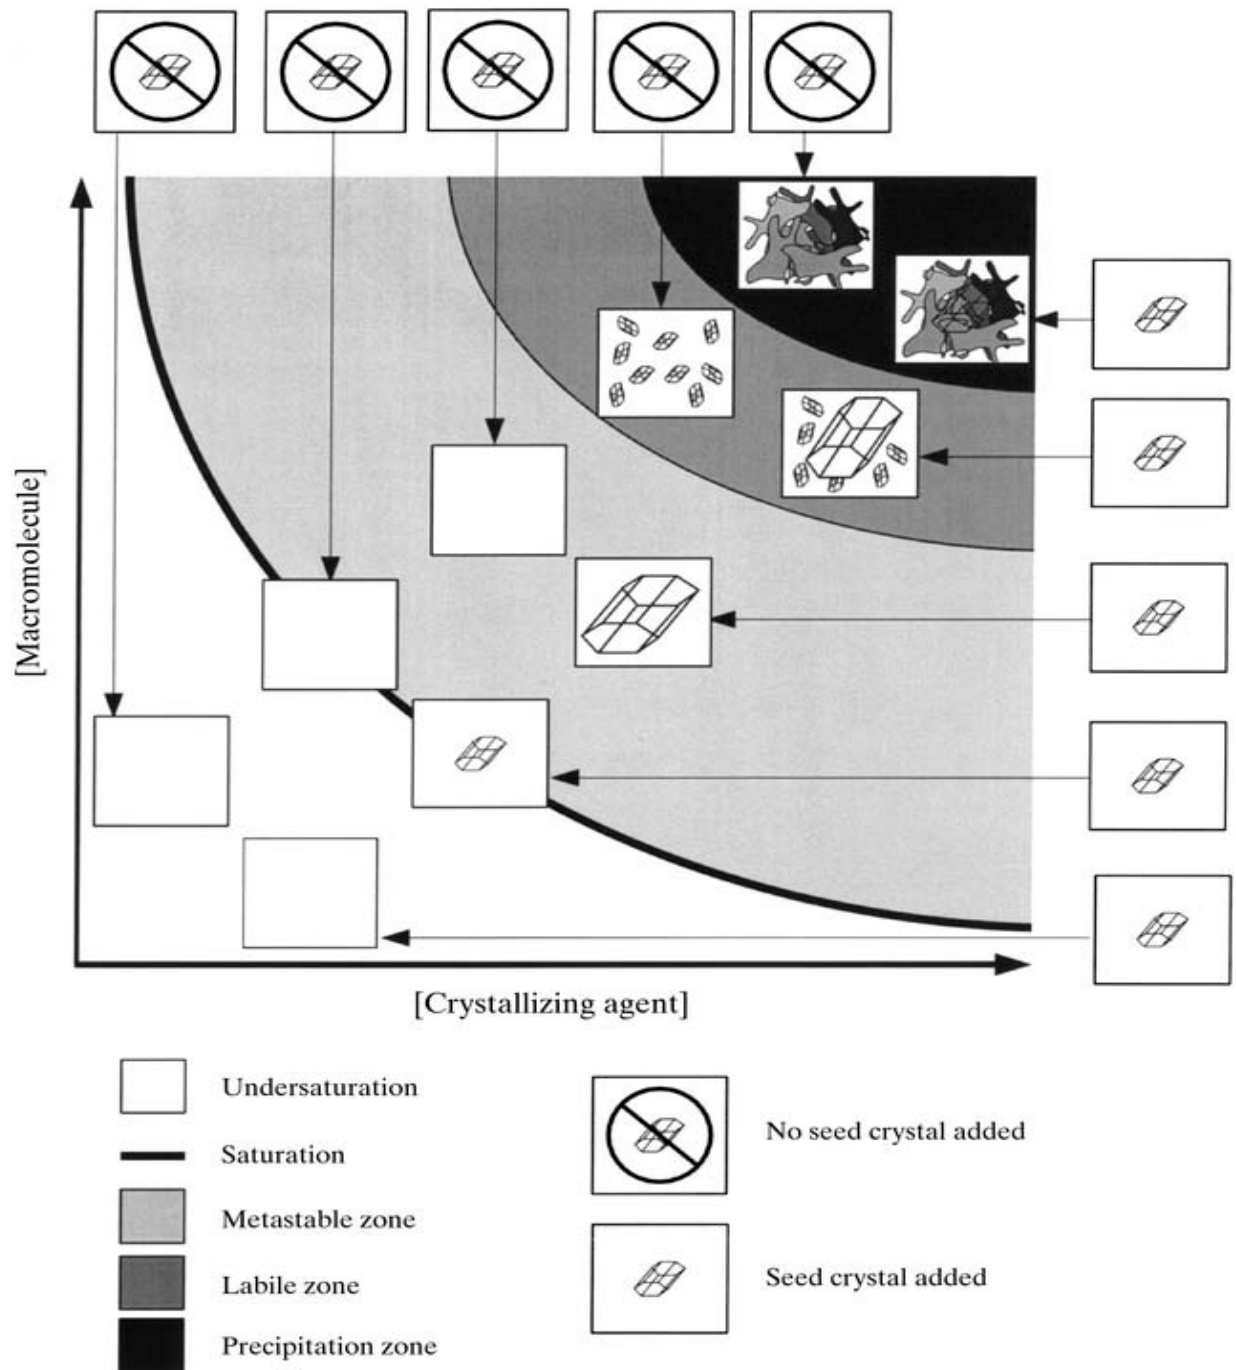 [Macromolecule]
[Crystallizing agent]
Undersaturation
Saturation
Metastable zone
Labile zone
Precipitation zone
No seed crystal added
Seed crystal added